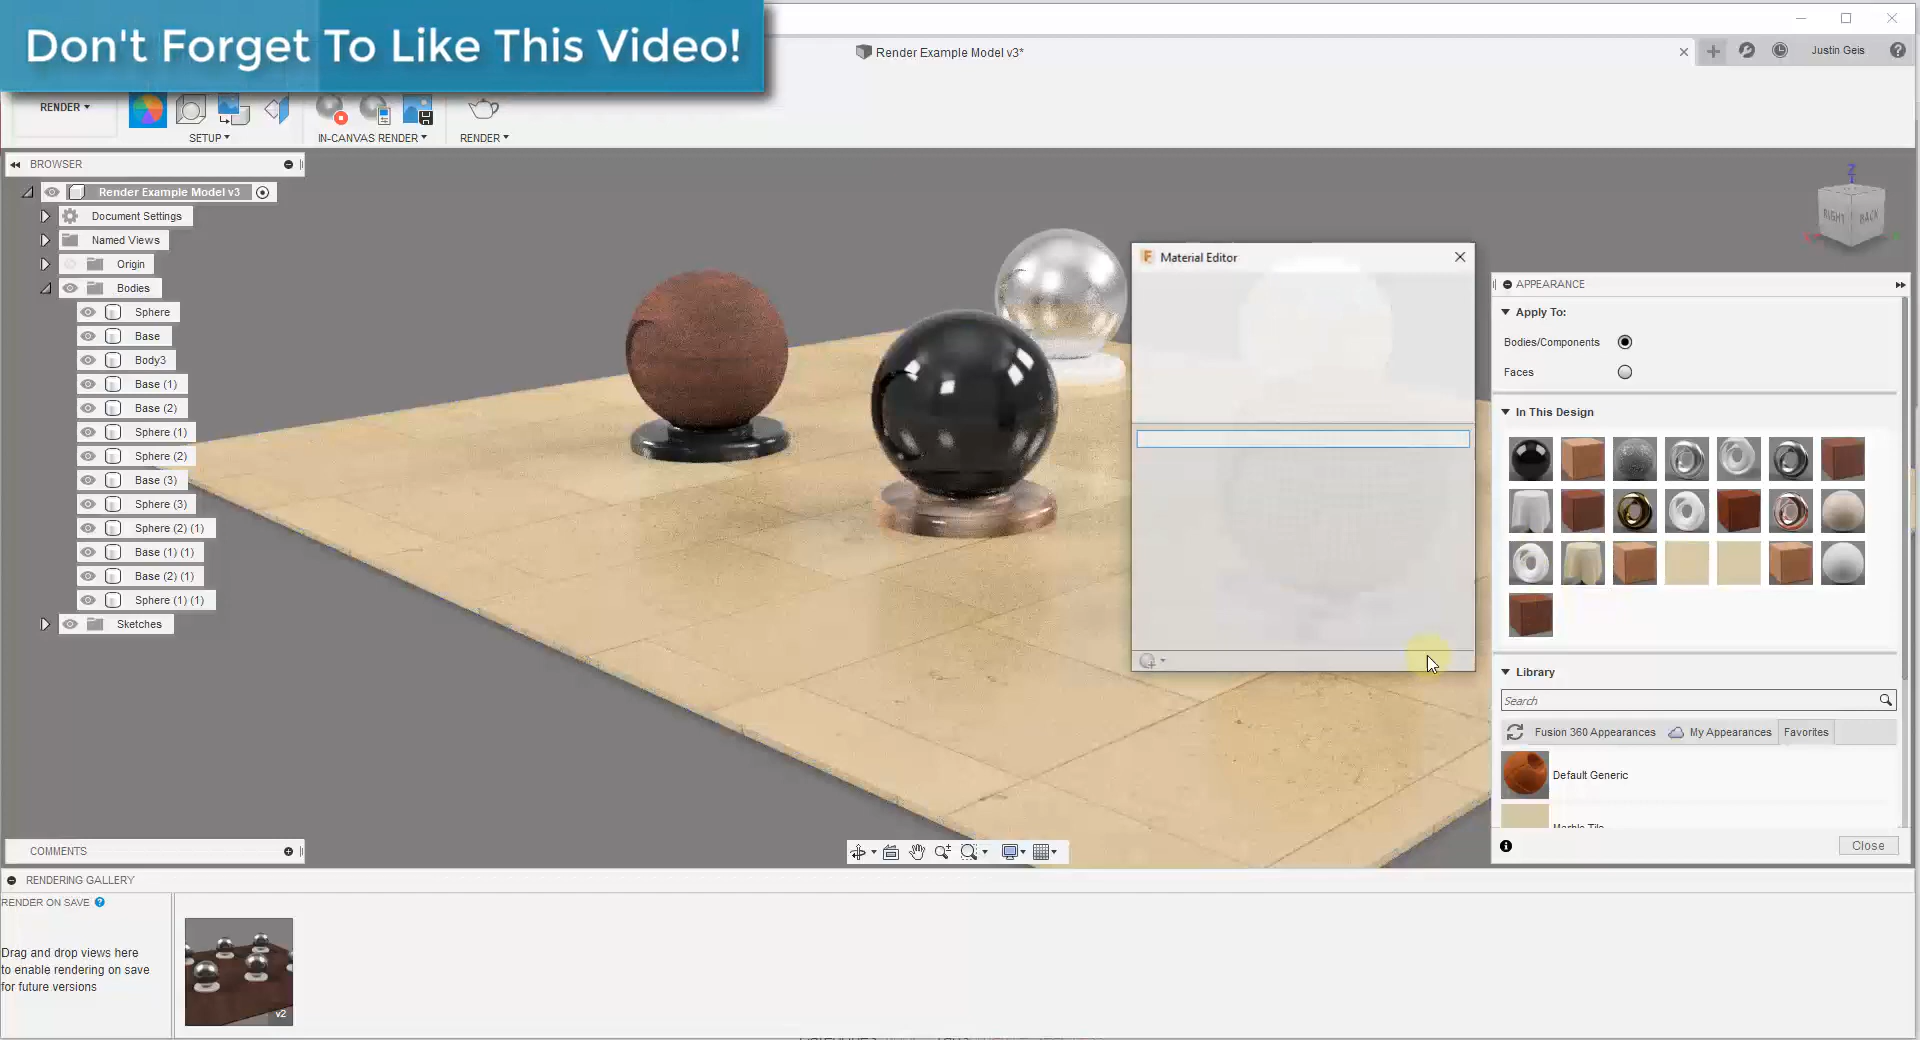 Don't Forget To Like This Video!
Render Example Model v3*
Justin Geis
RENDER
SETUP
IN-CANVAS RENDER
RENDER
BROWSER
Render Example Model v3
Document Settings
Named Views
Origin
Bodies
Sphere
Base
Body3
Base (1)
Base (2)
Sphere (1)
Sphere (2)
Base (3)
Sphere (3)
Sphere (2) (1)
Base (1) (1)
Base (2) (1)
Sphere (1) (1)
Sketches
Z
RIGHT
BACK
Material Editor
APPEARANCE
Apply To:
Bodies/Components
Faces
In This Design
Library
Search
Fusion 360 Appearances
My Appearances
Favorites
Default Generic
Marble Tile
Close
COMMENTS
RENDERING GALLERY
RENDER ON SAVE
Drag and drop views here
to enable rendering on save
for future versions
v2